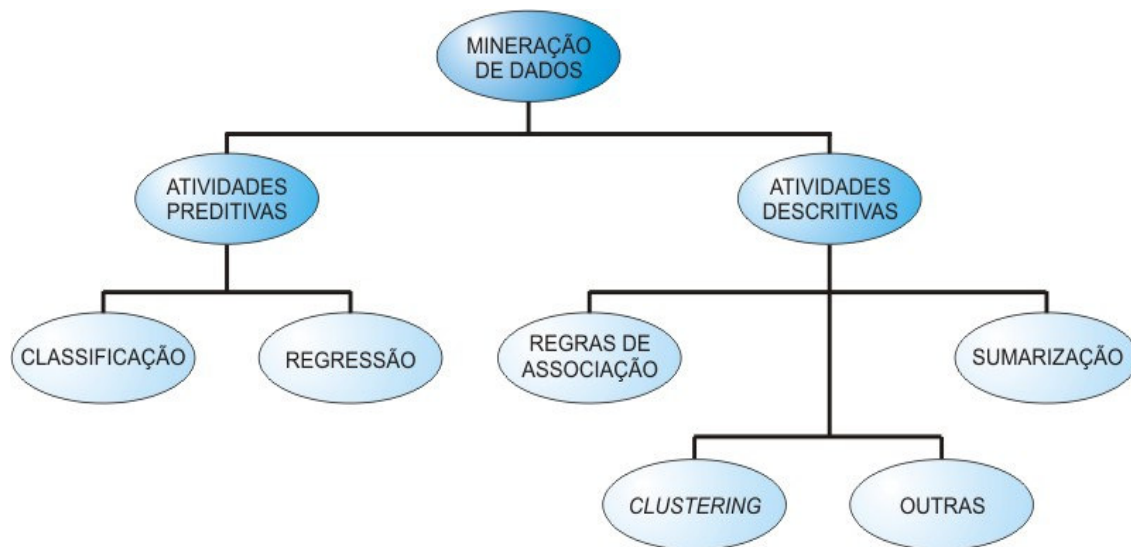 MINERAÇÃO
DE DADOS
ATIVIDADES
PREDITIVAS
ATIVIDADES
DESCRITIVAS
CLASSIFICAÇÃO
REGRESSÃO
REGRAS DE
ASSOCIAÇÃO
SUMARIZAÇÃO
CLUSTERING
OUTRAS